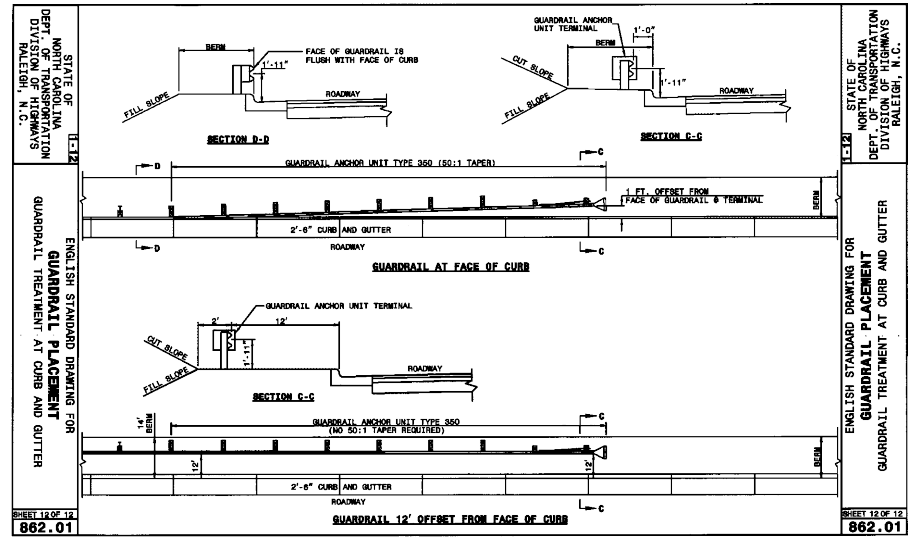 STATE OF
NORTH CAROLINA
DEPT. OF TRANSPORTATION
DIVISION OF HIGHWAYS
RALEIGH, N.C.
1-12
ENGLISH STANDARD DRAWING FOR
GUARDRAIL PLACEMENT
GUARDRAIL TREATMENT AT CURB AND GUTTER
SHEET 12 OF 12
862.01
BERM
FACE OF GUARDRAIL IS
FLUSH WITH FACE OF CURB
1'-11"
ROADWAY
FILL SLOPE
SECTION D-D
GUARDRAIL ANCHOR
UNIT TERMINAL
1'-0"
BERM
CUT SLOPE
1'-11"
ROADWAY
FILL SLOPE
SECTION C-C
D
C
GUARDRAIL ANCHOR UNIT TYPE 350 (50:1 TAPER)
1 FT. OFFSET FROM
FACE OF GUARDRAIL & TERMINAL
BERM
2'-6" CURB AND GUTTER
D
ROADWAY
C
GUARDRAIL AT FACE OF CURB
GUARDRAIL ANCHOR UNIT TERMINAL
2'
12'
CUT SLOPE
1'-11"
ROADWAY
FILL SLOPE
SECTION C-C
C
GUARDRAIL ANCHOR UNIT TYPE 350
(NO 50:1 TAPER REQUIRED)
14'
BERM
12'
12'
BERM
2'-6" CURB AND GUTTER
ROADWAY
C
GUARDRAIL 12' OFFSET FROM FACE OF CURB
STATE OF
NORTH CAROLINA
DEPT. OF TRANSPORTATION
DIVISION OF HIGHWAYS
RALEIGH, N.C.
1-12
ENGLISH STANDARD DRAWING FOR
GUARDRAIL PLACEMENT
GUARDRAIL TREATMENT AT CURB AND GUTTER
SHEET 12 OF 12
862.01